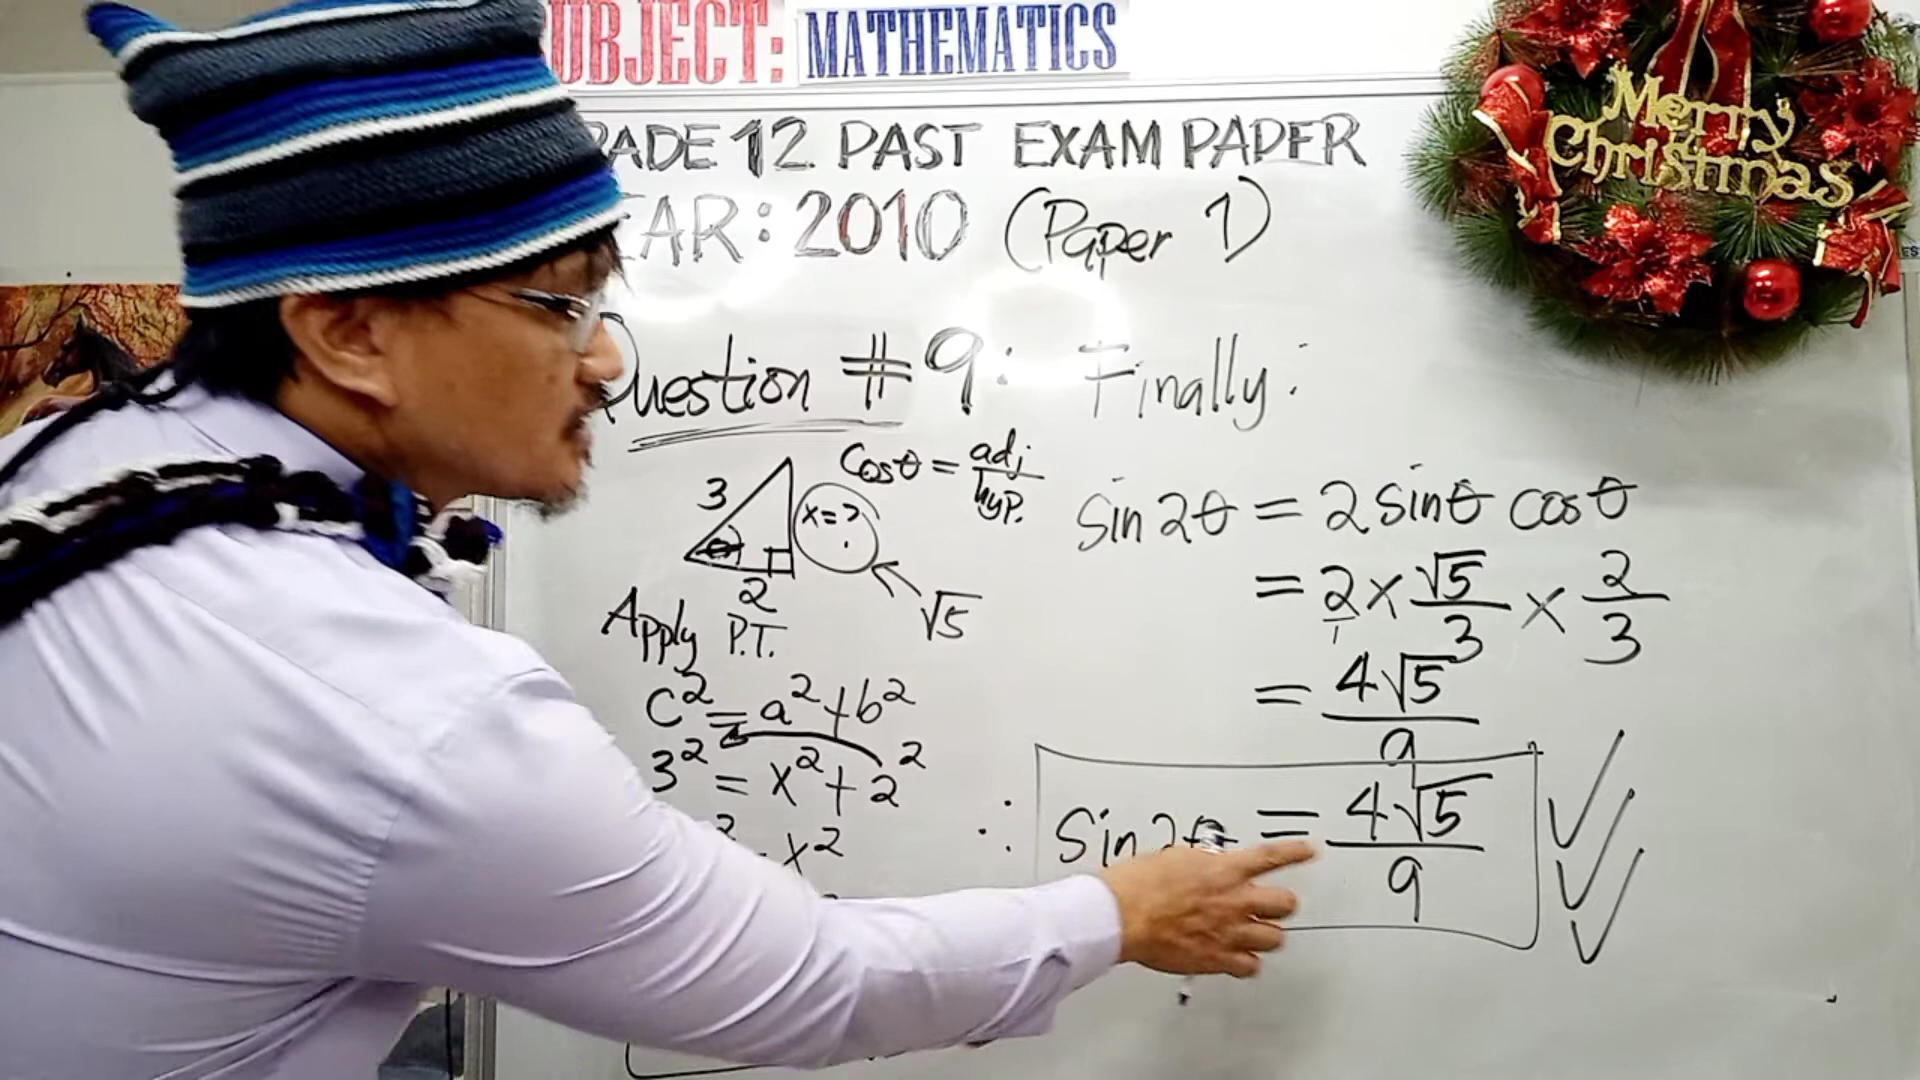 UBJECT: MATHEMATICS
RADE 12 PAST EXAM PAPER
EAR: 2010 (Paper 1)
Merry
Christmas
Question #9: Finally:
Cosθ = adj/hyp.
3
x=?
θ
2
√5
Apply P.T.
c² = a² + b²
3² = x² + 2²
x²
sin 2θ = 2 sinθ cosθ
= 2 × √5/3 × 2/3
= 4√5/9
∴ Sin 2θ = 4√5/9